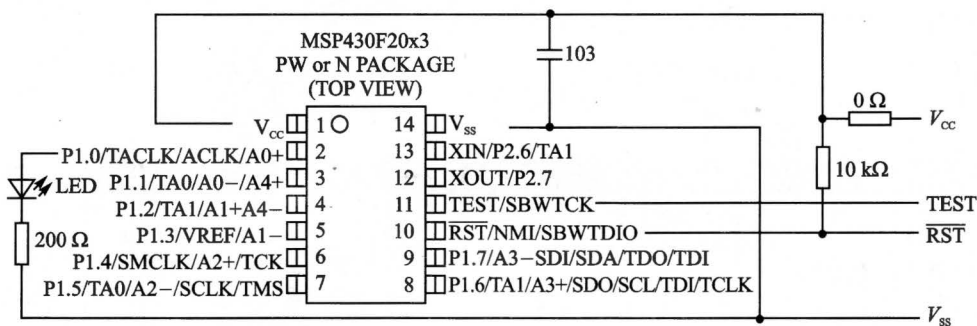 MSP430F20x3
PW or N PACKAGE
(TOP VIEW)
103
0 Ω
V_CC
10 kΩ
V_CC 1 14 V_SS
P1.0/TACLK/ACLK/A0+ 2 13 XIN/P2.6/TA1
LED P1.1/TA0/A0−/A4+ 3 12 XOUT/P2.7
P1.2/TA1/A1+A4− 4 11 TEST/SBWTCK TEST
200 Ω P1.3/VREF/A1− 5 10 RST/NMI/SBWTDIO RST
P1.4/SMCLK/A2+/TCK 6 9 P1.7/A3−SDI/SDA/TDO/TDI
P1.5/TA0/A2−/SCLK/TMS 7 8 P1.6/TA1/A3+/SDO/SCL/TDI/TCLK
V_SS